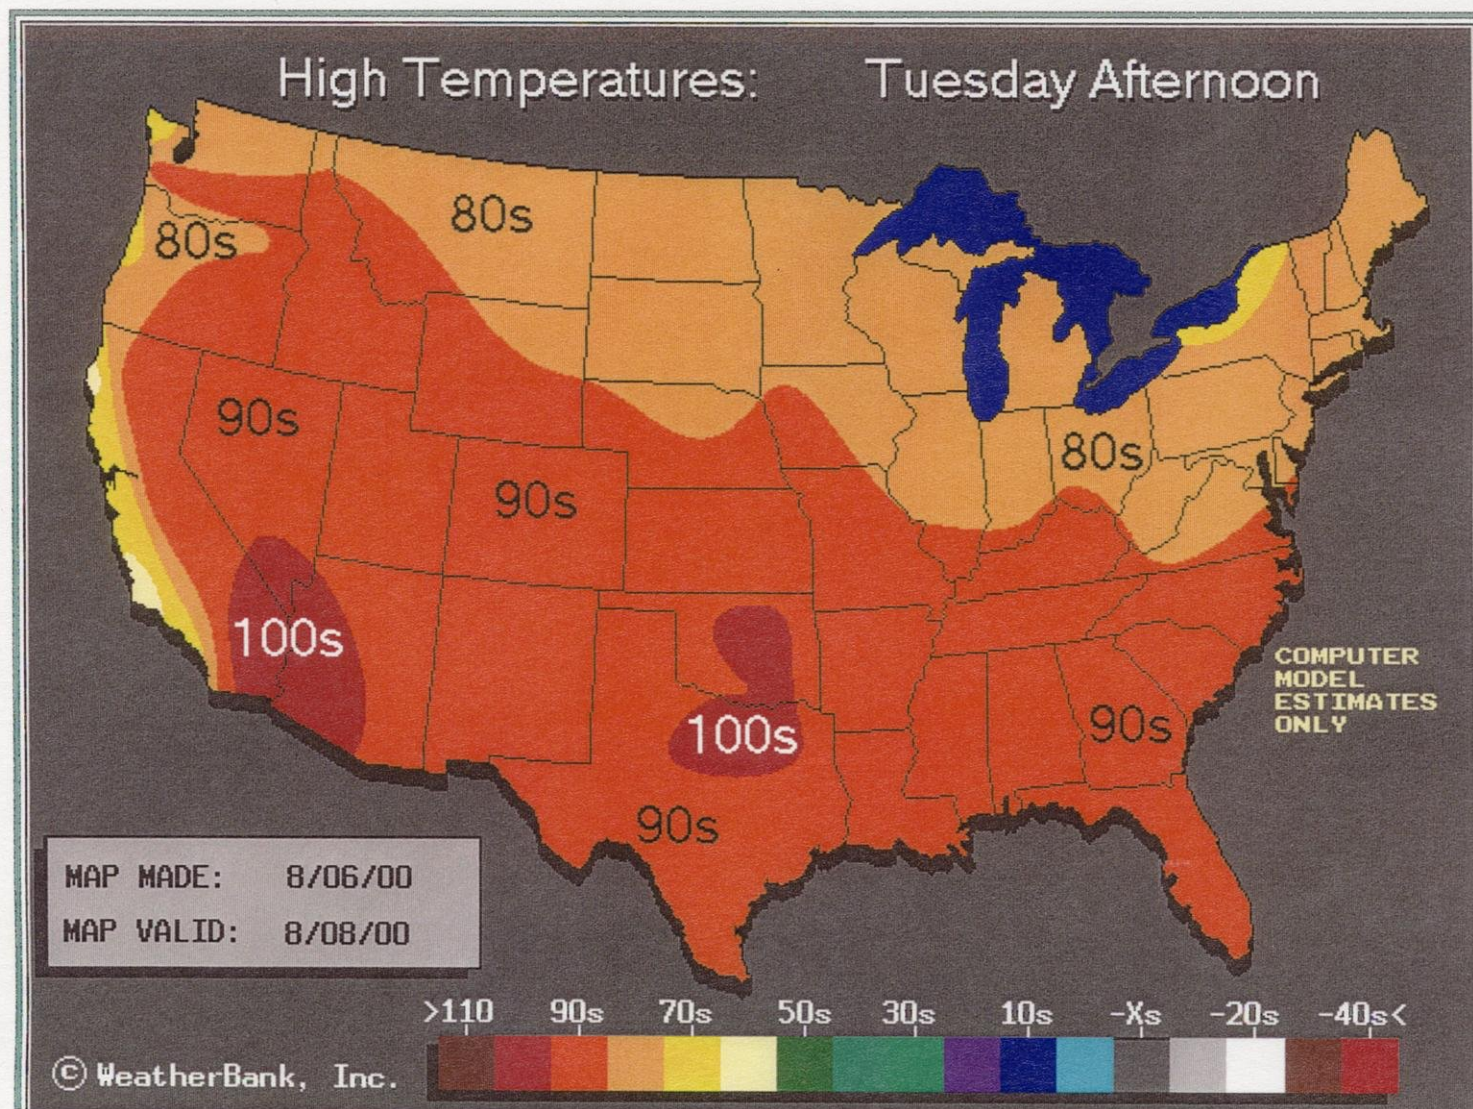 High Temperatures: Tuesday Afternoon
80s
80s
90s
80s
90s
100s
COMPUTER
MODEL
ESTIMATES
ONLY
90s
100s
90s
MAP MADE: 8/06/00
MAP VALID: 8/08/00
>110 90s 70s 50s 30s 10s -Xs -20s -40s<
© WeatherBank, Inc.